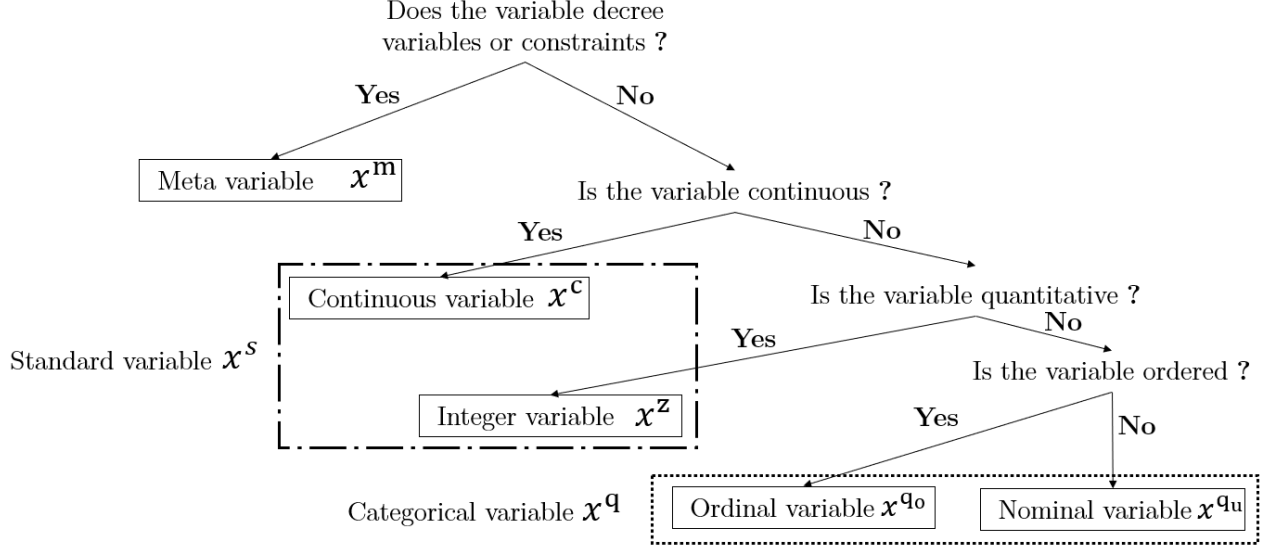 Does the variable decree
variables or constraints ?
Yes
No
Meta variable x^m
Is the variable continuous ?
Yes
No
Continuous variable x^c
Is the variable quantitative ?
Yes
No
Standard variable x^s
Is the variable ordered ?
Integer variable x^z
Yes
No
Categorical variable x^q
Ordinal variable x^qo
Nominal variable x^qu